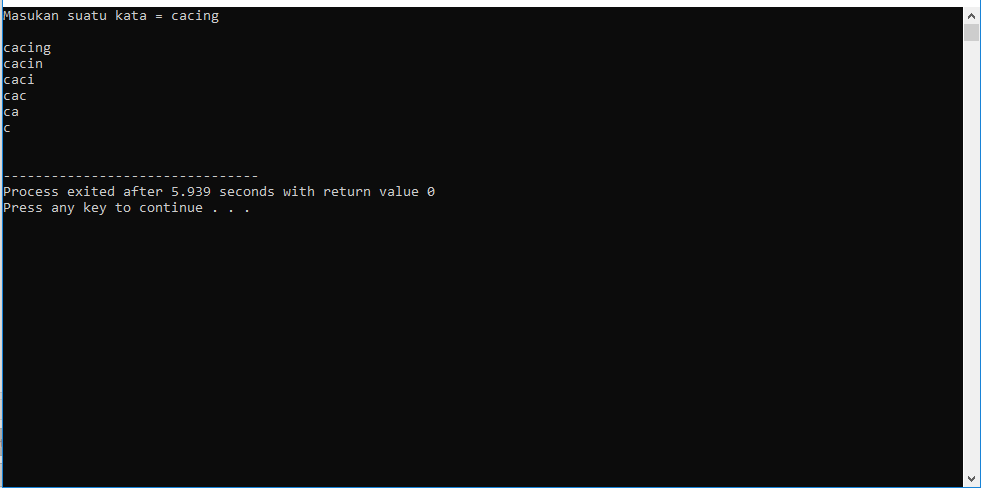 Masukan suatu kata = cacing
cacing
cacin
caci
cac
ca
c
--------------------------------
Process exited after 5.939 seconds with return value 0
Press any key to continue . . .